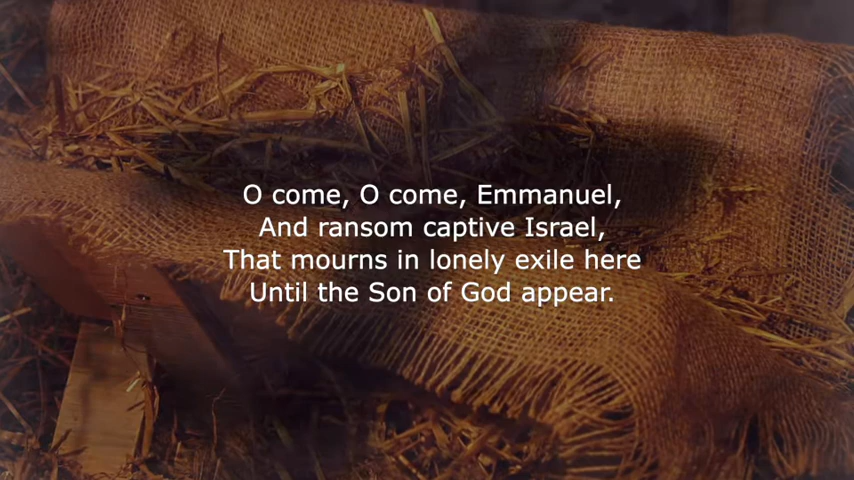 O come, O come, Emmanuel,
And ransom captive Israel,
That mourns in lonely exile here
Until the Son of God appear.